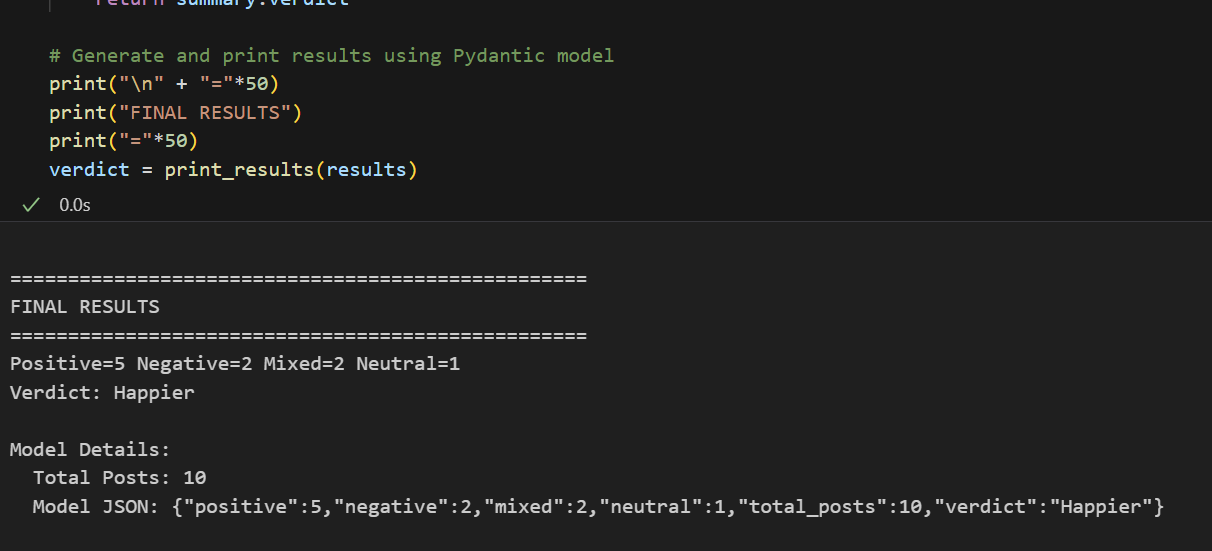 return summary.verdict
# Generate and print results using Pydantic model
print("\n" + "="*50)
print("FINAL RESULTS")
print("="*50)
verdict = print_results(results)
0.0s
==================================================
FINAL RESULTS
==================================================
Positive=5 Negative=2 Mixed=2 Neutral=1
Verdict: Happier
Model Details:
Total Posts: 10
Model JSON: {"positive":5,"negative":2,"mixed":2,"neutral":1,"total_posts":10,"verdict":"Happier"}